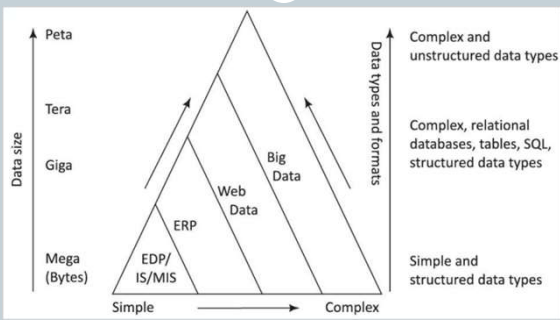 Peta
Tera
Giga
Mega
(Bytes)
Data size
EDP/
IS/MIS
ERP
Web
Data
Big
Data
Simple
Complex
Data types and formats
Complex and
unstructured data types
Complex, relational
databases, tables, SQL,
structured data types
Simple and
structured data types